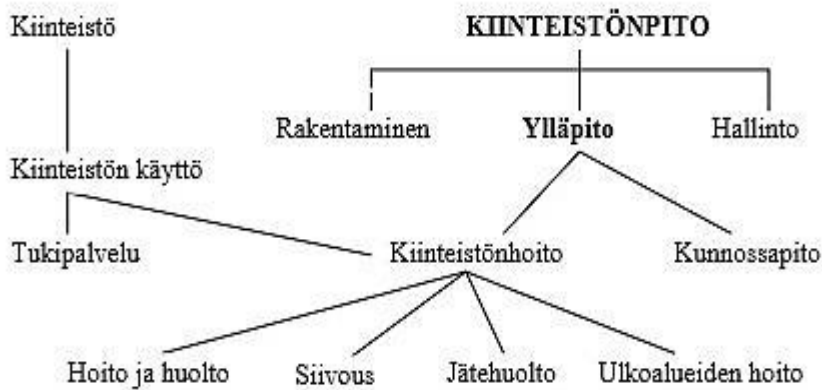 Kiinteistö KIINTEISTÖNPITO
Rakentaminen Ylläpito Hallinto
Kiinteistön käyttö
Tukipalvelu Kiinteistönhoito Kunnossapito
Hoito ja huolto Siivous Jätehuolto Ulkoalueiden hoito